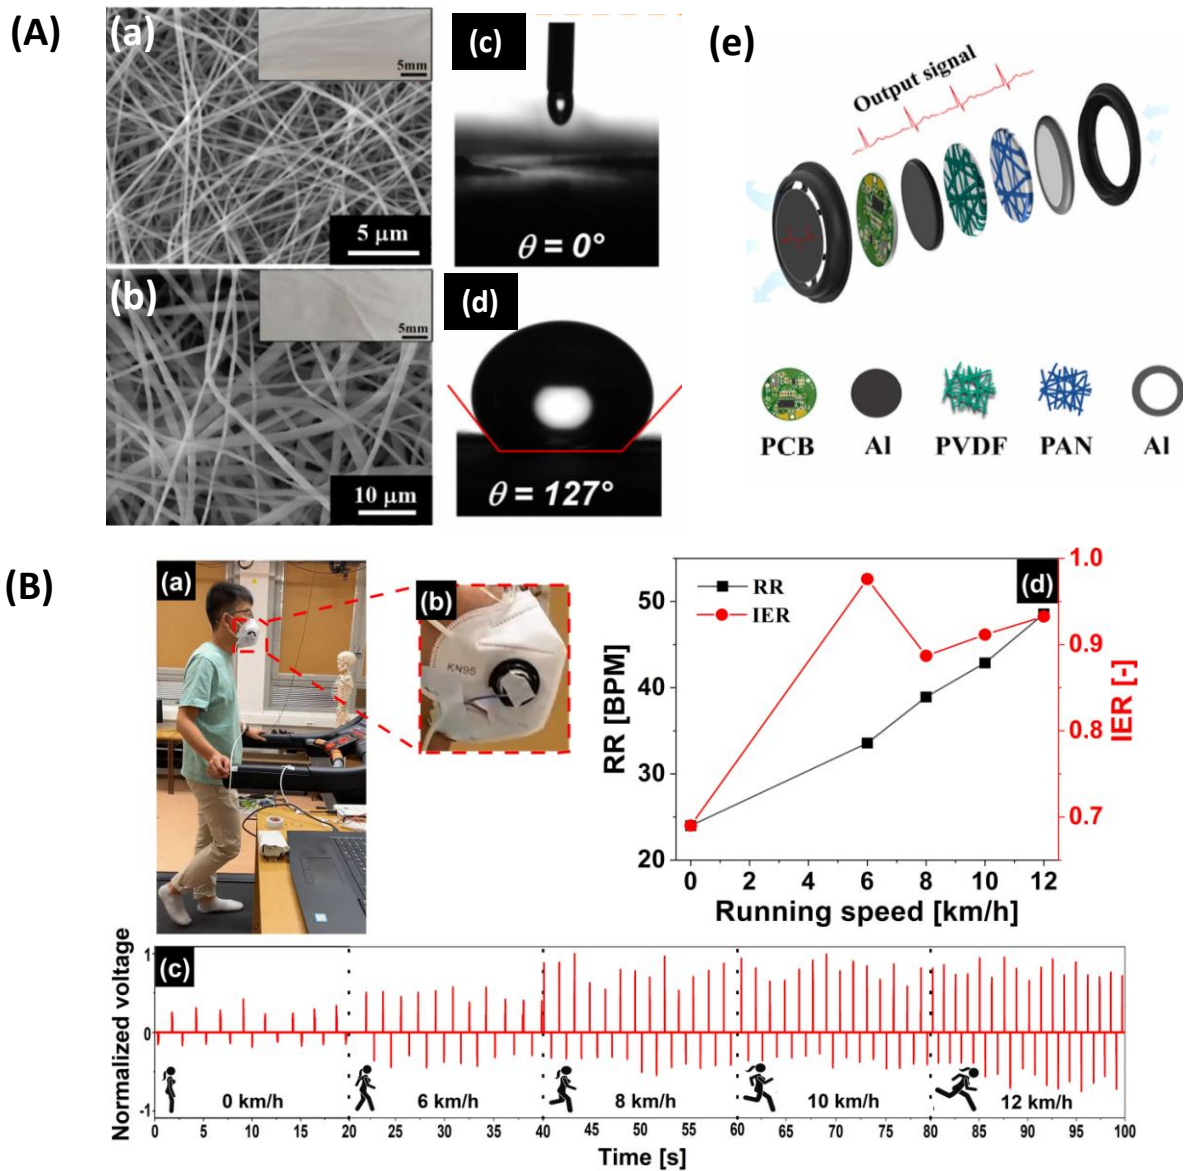 (A)
(a)
5mm
5 μm
(b)
5mm
10 μm
(c)
θ = 0°
(d)
θ = 127°
(e)
Output signal
PCB
Al
PVDF
PAN
Al
(B)
(a)
(b)
KN95
(d)
RR
IER
RR [BPM]
50
40
30
20
IER [-]
1.0
0.9
0.8
0.7
0 2 4 6 8 10 12
Running speed [km/h]
(c)
Normalized voltage
1
0
-1
0 km/h 6 km/h 8 km/h 10 km/h 12 km/h
0 5 10 15 20 25 30 35 40 45 50 55 60 65 70 75 80 85 90 95 100
Time [s]